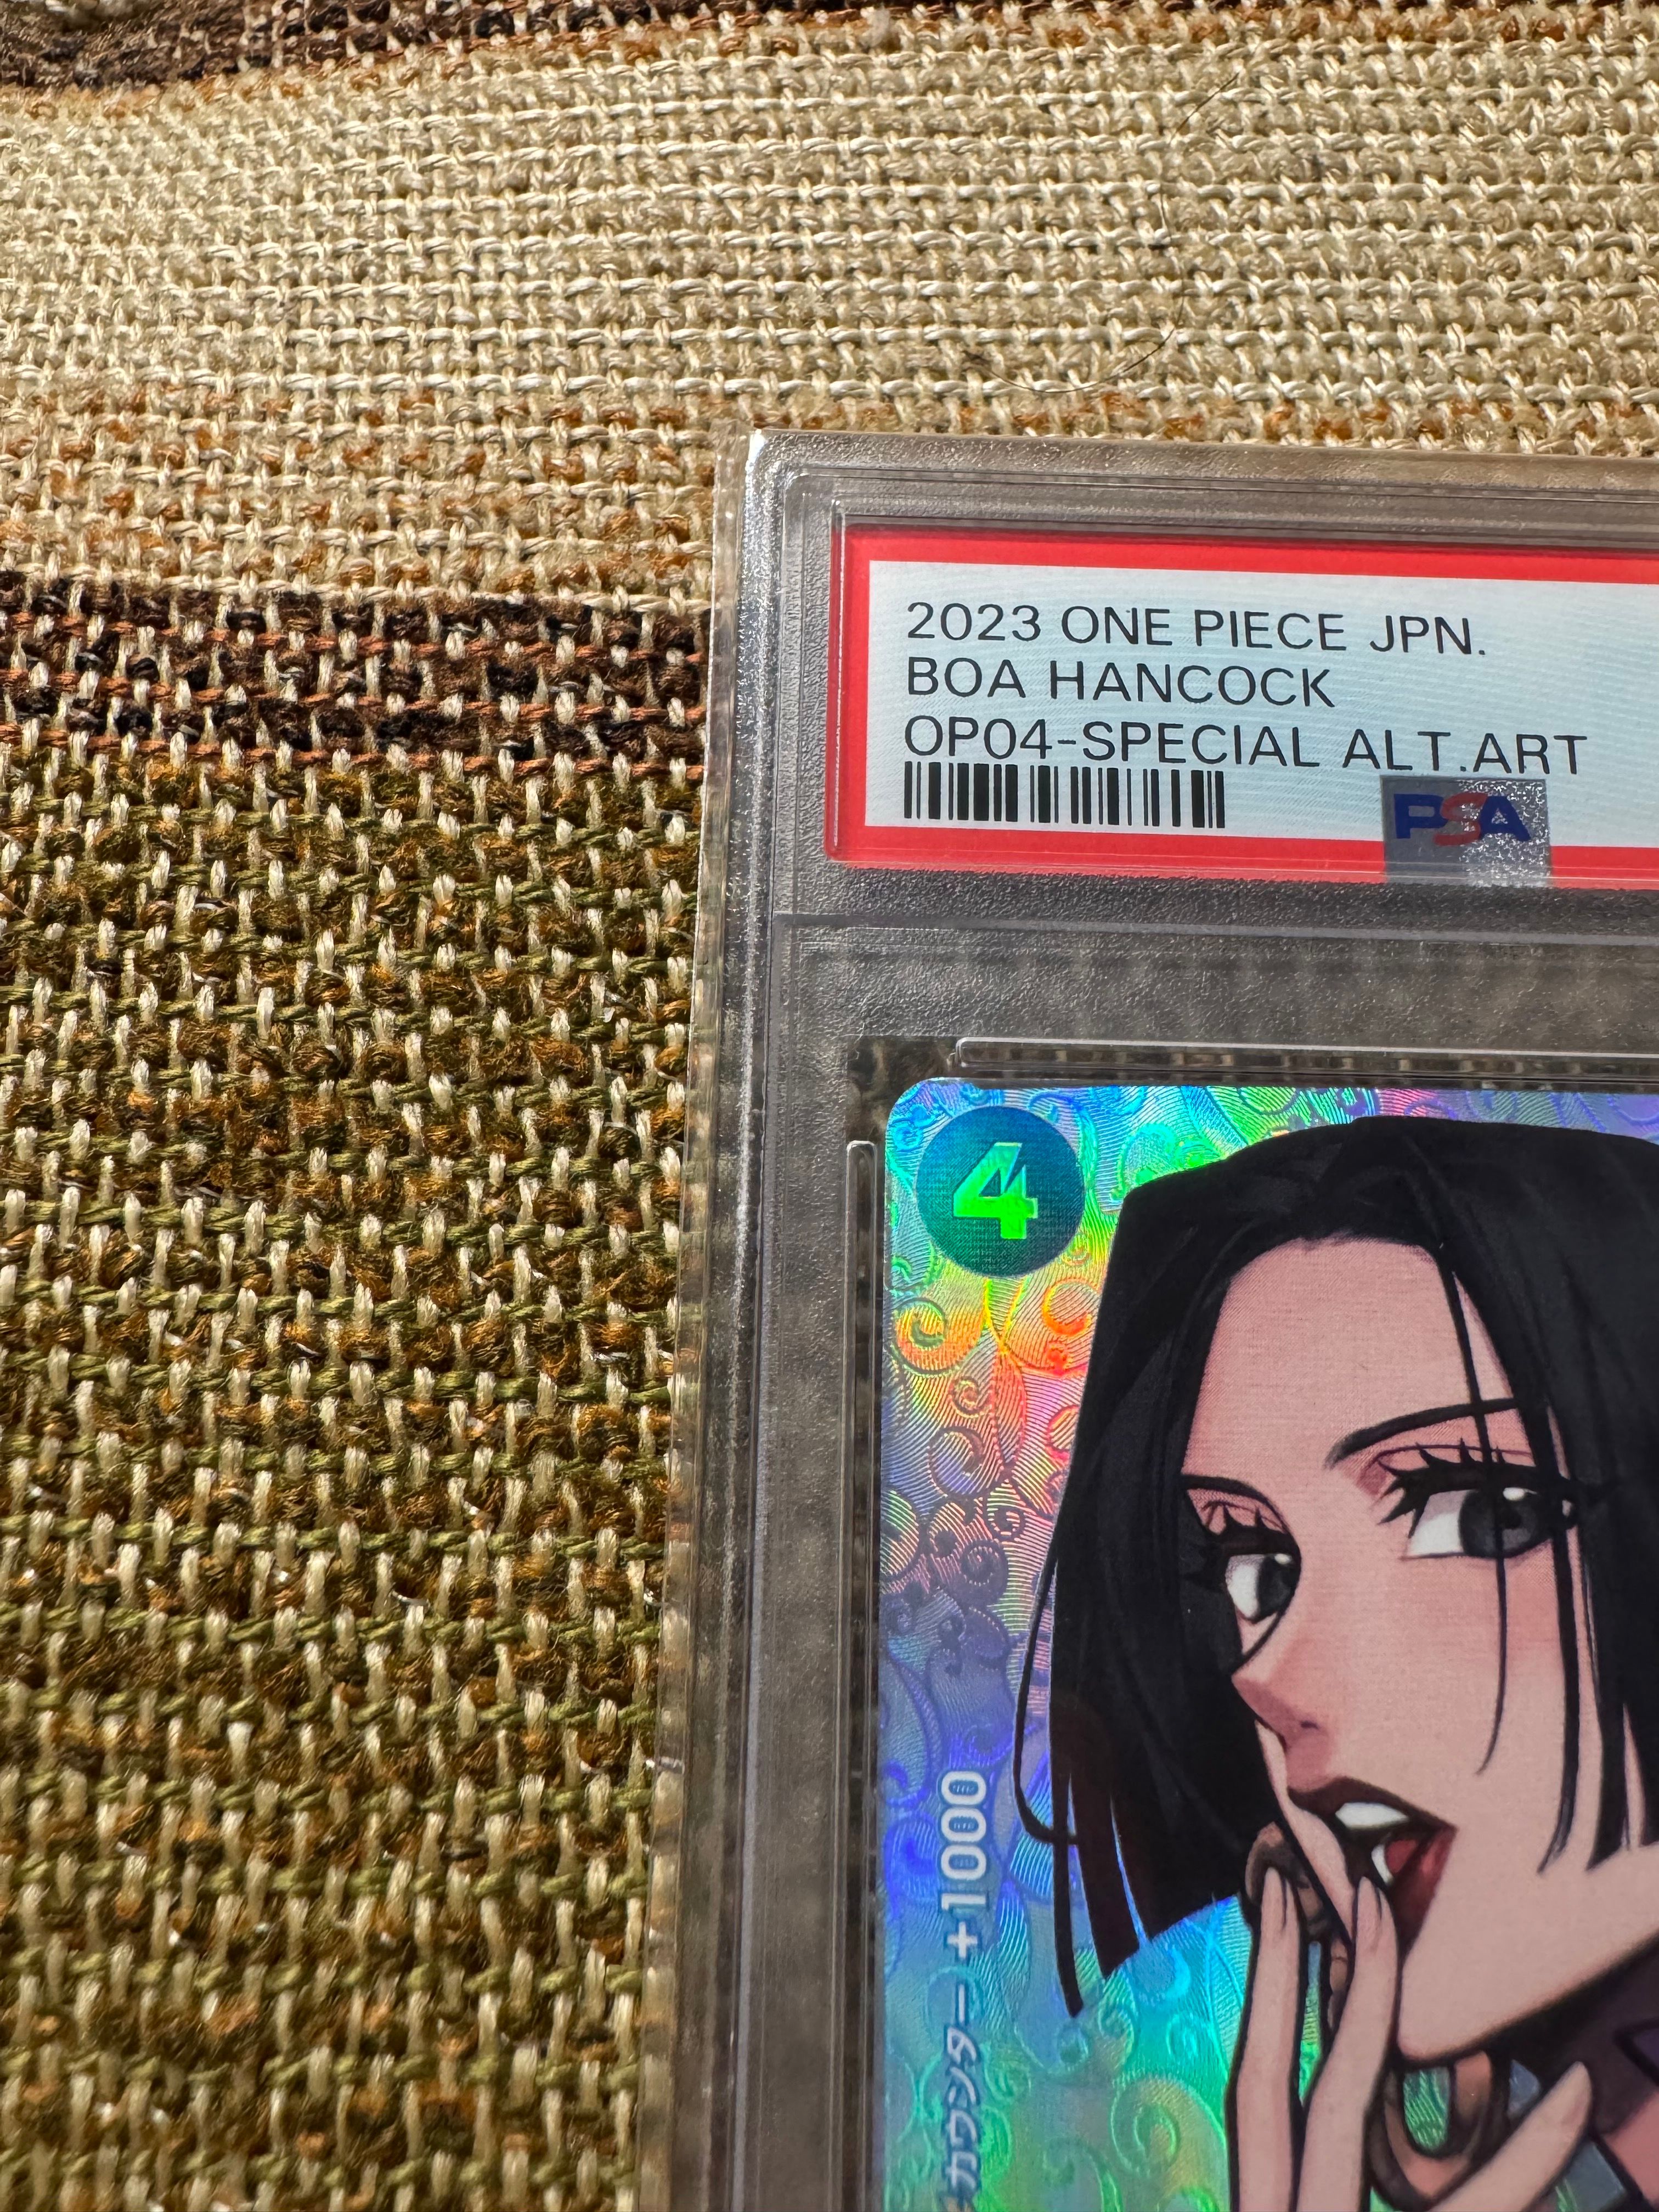 2023 ONE PIECE JPN.
BOA HANCOCK
OP04-SPECIAL ALT.ART
PSA
4
カウンター +1000